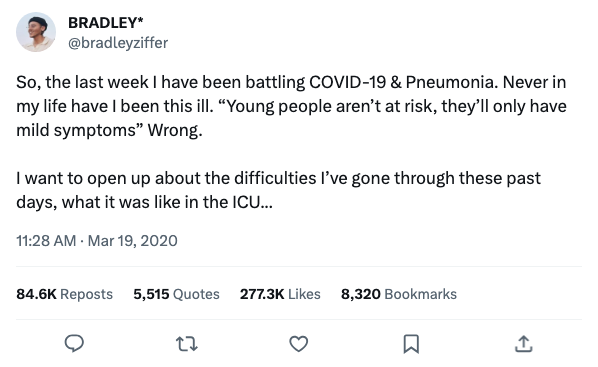 BRADLEY*
@bradleyziffer
So, the last week I have been battling COVID-19 & Pneumonia. Never in
my life have I been this ill. “Young people aren’t at risk, they’ll only have
mild symptoms” Wrong.
I want to open up about the difficulties I’ve gone through these past
days, what it was like in the ICU...
11:28 AM · Mar 19, 2020
84.6K Reposts 5,515 Quotes 277.3K Likes 8,320 Bookmarks